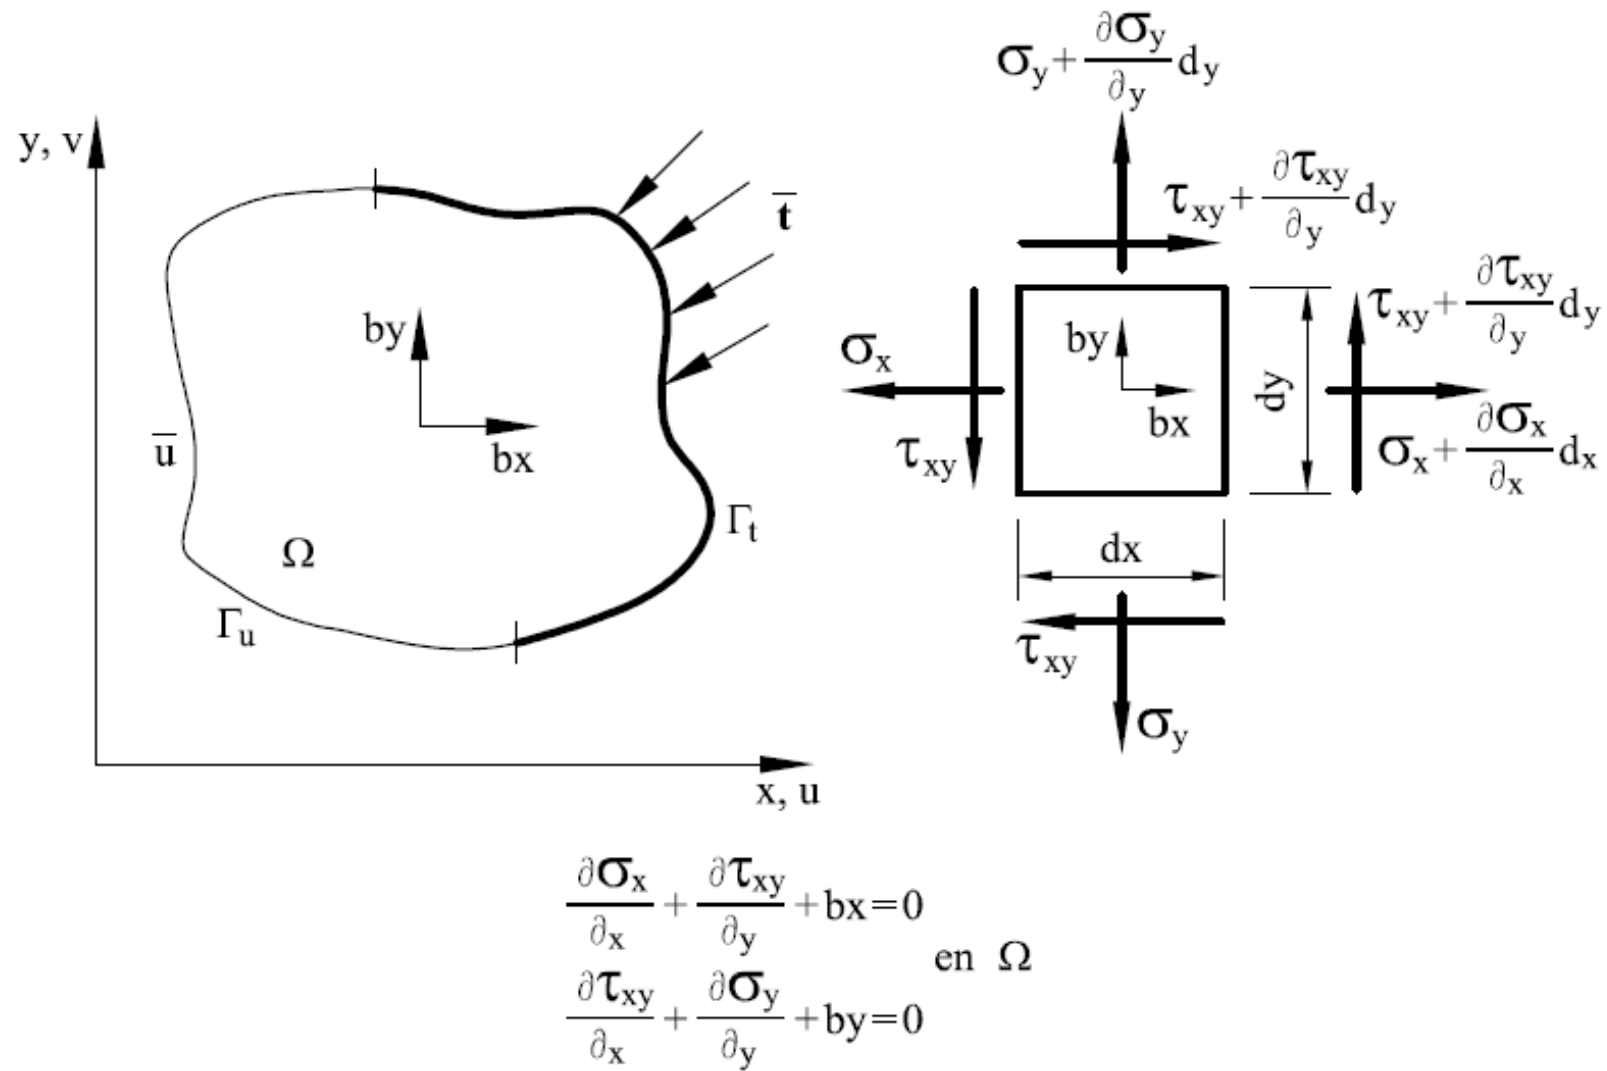 y, v
x, u
t̄
by
bx
ū
Ω
Γu
Γt
σy+∂σy/∂y dy
τxy+∂τxy/∂y dy
τxy+∂τxy/∂y dy
σx+∂σx/∂x dx
σx
τxy
by
bx
dy
dx
τxy
σy
∂σx/∂x+∂τxy/∂y+bx=0
en Ω
∂τxy/∂x+∂σy/∂y+by=0